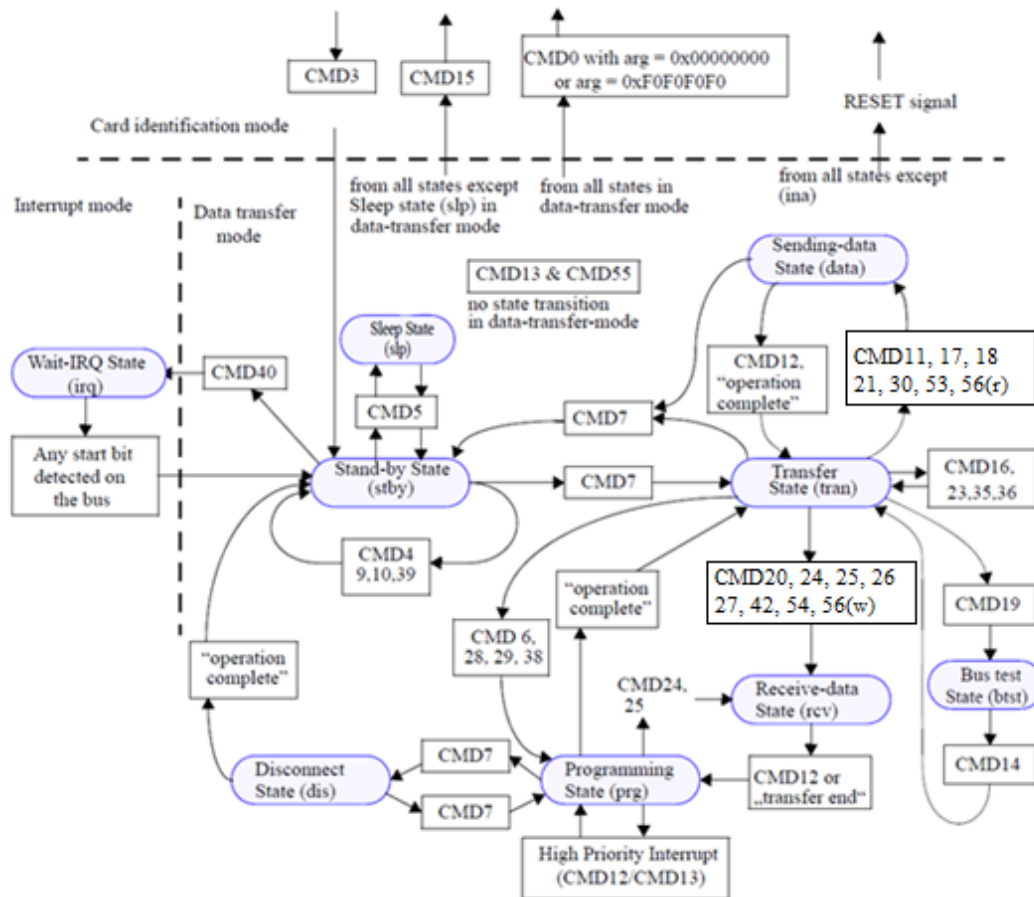 CMD3
CMD15
CMD0 with arg = 0x00000000
or arg = 0xF0F0F0F0
RESET signal
Card identification mode
from all states except
Sleep state (slp) in
data-transfer mode
from all states in
data-transfer mode
from all states except
(ina)
Interrupt mode
Data transfer
mode
Sending-data
State (data)
CMD13 & CMD55
no state transition
in data-transfer-mode
Sleep State
(slp)
Wait-IRQ State
(irq)
CMD40
CMD5
CMD12,
“operation
complete”
CMD11, 17, 18
21, 30, 53, 56(r)
CMD7
Any start bit
detected on
the bus
Stand-by State
(stby)
CMD7
Transfer
State (tran)
CMD16,
23,35,36
CMD4
9,10,39
“operation
complete”
CMD20, 24, 25, 26
27, 42, 54, 56(w)
CMD19
CMD 6,
28, 29, 38
“operation
complete”
CMD24,
25
Receive-data
State (rcv)
Bus test
State (btst)
Disconnect
State (dis)
CMD7
CMD7
Programming
State (prg)
CMD12 or
„transfer end“
CMD14
High Priority Interrupt
(CMD12/CMD13)